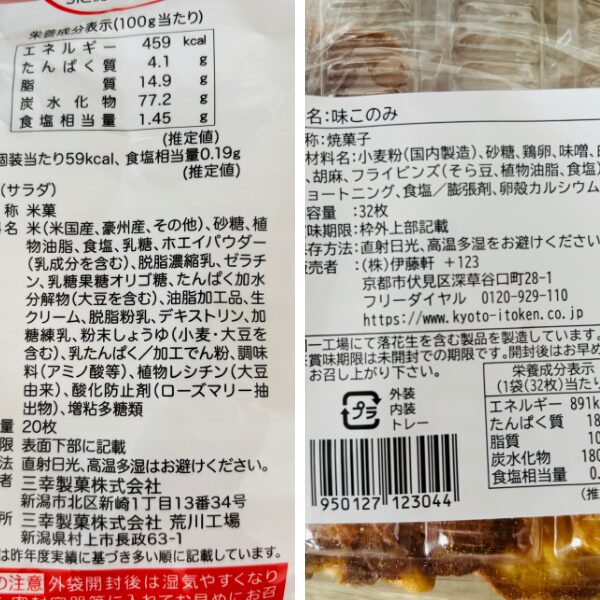 栄養成分表示(100g当たり)
エネルギー 459 kcal
たんぱく質 4.1 g
脂質 14.9 g
炭水化物 77.2 g
食塩相当量 1.45 g
(推定値)
個装当たり59kcal、食塩相当量0.19g
(推定値)
(サラダ)
称 米菓
名 米(米国産、豪州産、その他)、砂糖、植
物油脂、食塩、乳糖、ホエイパウダー
(乳成分を含む)、脱脂濃縮乳、ゼラチ
ン、乳糖果糖オリゴ糖、たんぱく加水
分解物(大豆を含む)、油脂加工品、生
クリーム、脱脂粉乳、デキストリン、加
糖練乳、粉末しょうゆ(小麦・大豆を
含む)、乳たんぱく/加工でん粉、調味
料(アミノ酸等)、植物レシチン(大豆
由来)、酸化防止剤(ローズマリー抽
出物)、増粘多糖類
量 20枚
限 表面下部に記載
法 直射日光、高温多湿はお避けください。
者 三幸製菓株式会社
新潟市北区新崎1丁目13番34号
所 三幸製菓株式会社 荒川工場
新潟県村上市長政63-1
は昨年度実績に基づき多い順に記載しています。
の注意 外袋開封後は湿気やすくなり
名:味このみ
称:焼菓子
材料名:小麦粉(国内製造)、砂糖、鶏卵、味噌、
、胡麻、フライビンズ(そら豆、植物油脂、食塩)
ョートニング、食塩/膨張剤、卵殻カルシウム
容量 :32枚
味期限:枠外上部記載
存方法:直射日光、高温多湿をお避けください
売者 :(株)伊藤軒 +123
京都市伏見区深草谷口町28-1
フリーダイヤル 0120-929-110
https://www.kyoto-itoken.co.jp
一工場にて落花生を含む製品を製造しています。
賞味期限は未開封での期限です。開封後はお早め
お召し上がり下さい。
プラ
外装
内装
トレー
栄養成分表示
(1袋(32枚)当たり
エネルギー 891k
たんぱく質 18
脂質 10
炭水化物 180
食塩相当量 0.
(推
950127 123044